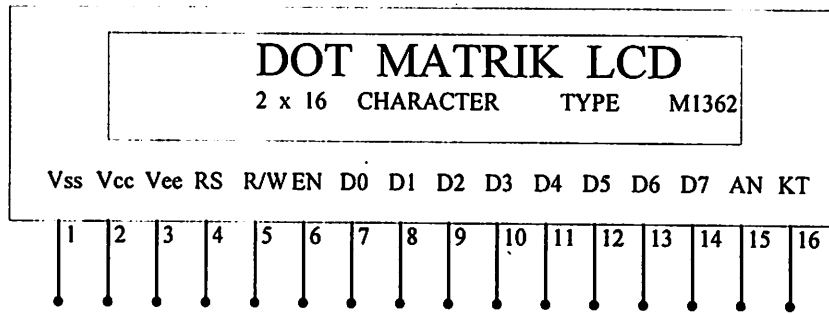 DOT MATRIK LCD
2 x 16 CHARACTER TYPE M1362
Vss Vcc Vee RS R/W EN D0 D1 D2 D3 D4 D5 D6 D7 AN KT
1 2 3 4 5 6 7 8 9 10 11 12 13 14 15 16